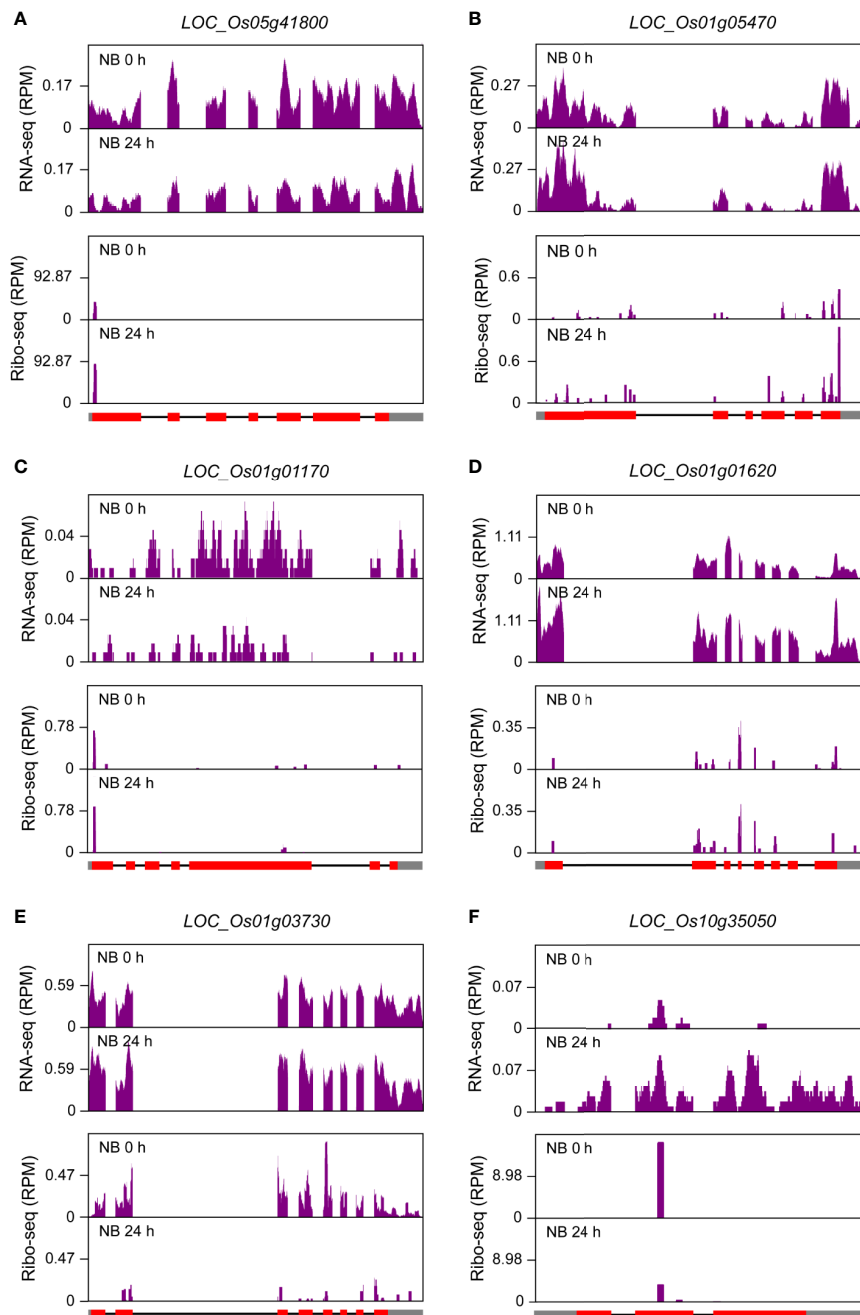 A
LOC_Os05g41800
RNA-seq (RPM)
NB 0 h
0.17
0
NB 24 h
0.17
0
Ribo-seq (RPM)
NB 0 h
92.87
0
NB 24 h
92.87
0
B
LOC_Os01g05470
RNA-seq (RPM)
NB 0 h
0.27
0
NB 24 h
0.27
0
Ribo-seq (RPM)
NB 0 h
0.6
0
NB 24 h
0.6
0
C
LOC_Os01g01170
RNA-seq (RPM)
NB 0 h
0.04
0
NB 24 h
0.04
0
Ribo-seq (RPM)
NB 0 h
0.78
0
NB 24 h
0.78
0
D
LOC_Os01g01620
RNA-seq (RPM)
NB 0 h
1.11
0
NB 24 h
1.11
0
Ribo-seq (RPM)
NB 0 h
0.35
0
NB 24 h
0.35
0
E
LOC_Os01g03730
RNA-seq (RPM)
NB 0 h
0.59
0
NB 24 h
0.59
0
Ribo-seq (RPM)
NB 0 h
0.47
0
NB 24 h
0.47
0
F
LOC_Os10g35050
RNA-seq (RPM)
NB 0 h
0.07
0
NB 24 h
0.07
0
Ribo-seq (RPM)
NB 0 h
8.98
0
NB 24 h
8.98
0